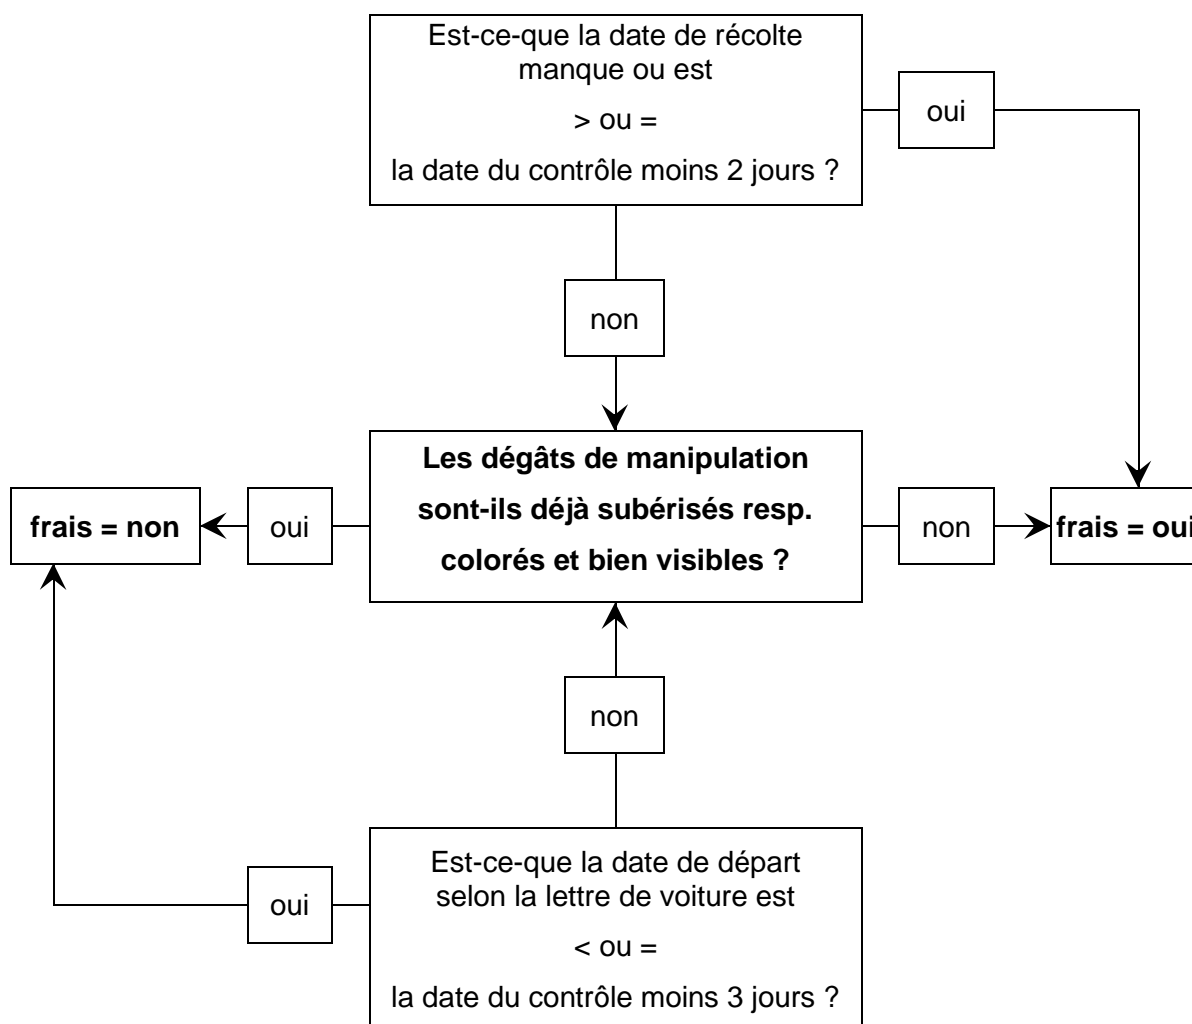 Est-ce-que la date de récolte
manque ou est
> ou =
la date du contrôle moins 2 jours ?
oui
non
Les dégâts de manipulation
sont-ils déjà subérisés resp.
colorés et bien visibles ?
frais = non
oui
non
frais = oui
non
Est-ce-que la date de départ
selon la lettre de voiture est
< ou =
la date du contrôle moins 3 jours ?
oui